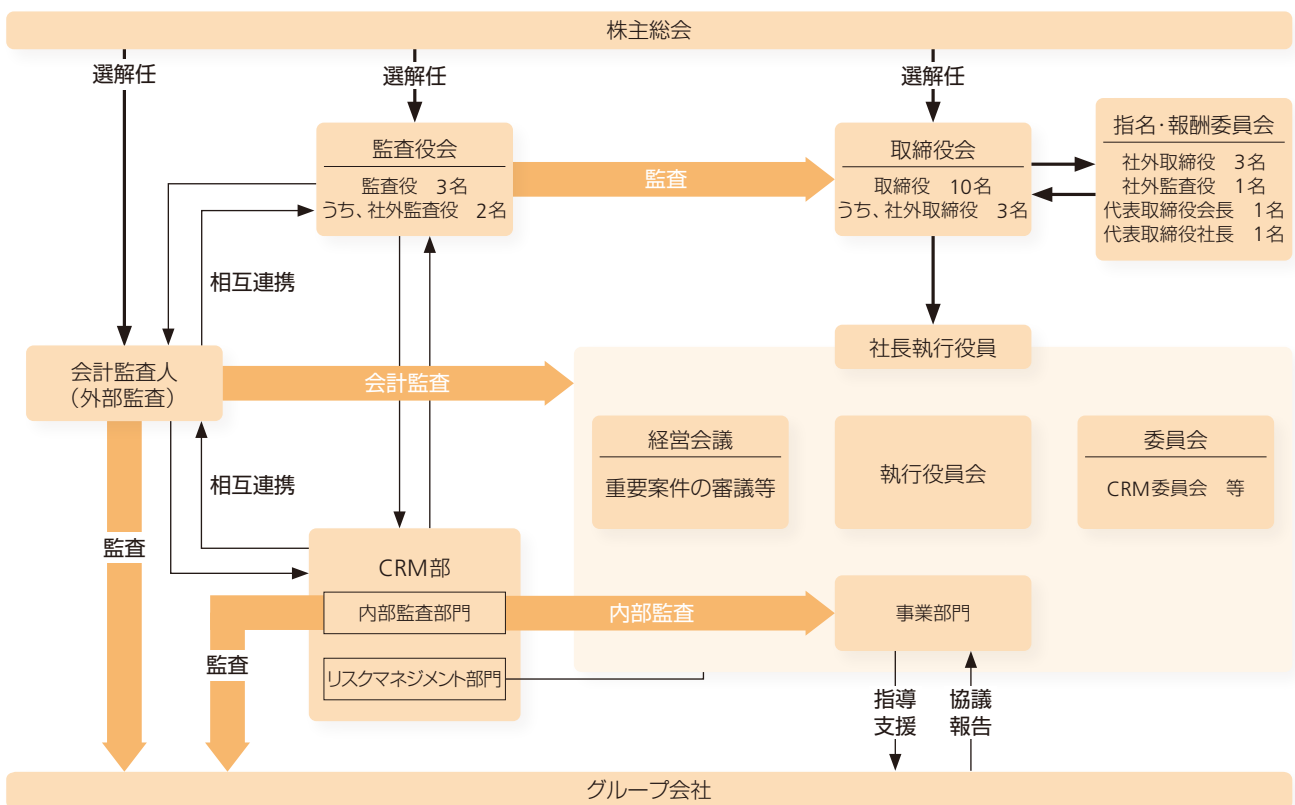 株主総会
選解任
選解任
選解任
監査役会
監査役 3名
うち、社外監査役 2名
監査
取締役会
取締役 10名
うち、社外取締役 3名
指名・報酬委員会
社外取締役 3名
社外監査役 1名
代表取締役会長 1名
代表取締役社長 1名
相互連携
社長執行役員
会計監査人
（外部監査）
会計監査
経営会議
重要案件の審議等
執行役員会
委員会
CRM委員会 等
相互連携
監査
CRM部
内部監査部門
内部監査
事業部門
監査
リスクマネジメント部門
指導
支援
協議
報告
グループ会社